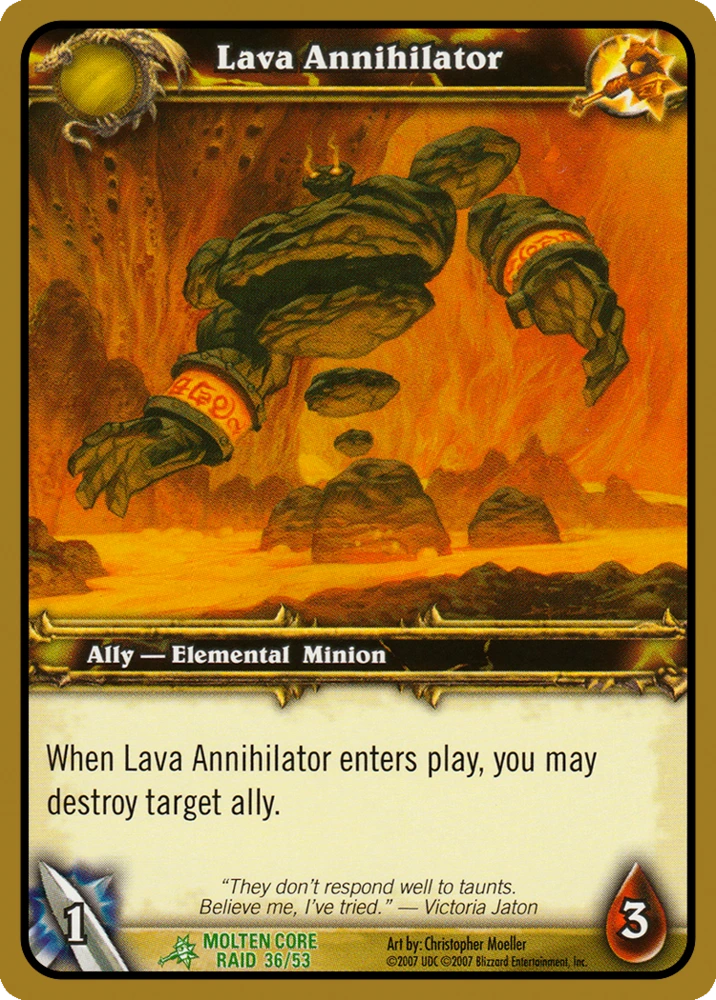 Lava Annihilator
Ally — Elemental Minion
When Lava Annihilator enters play, you may
destroy target ally.
“They don’t respond well to taunts.
Believe me, I’ve tried.” — Victoria Jaton
1
3
MOLTEN CORE
RAID 36/53
Art by: Christopher Moeller
©2007 UDC ©2007 Blizzard Entertainment, Inc.